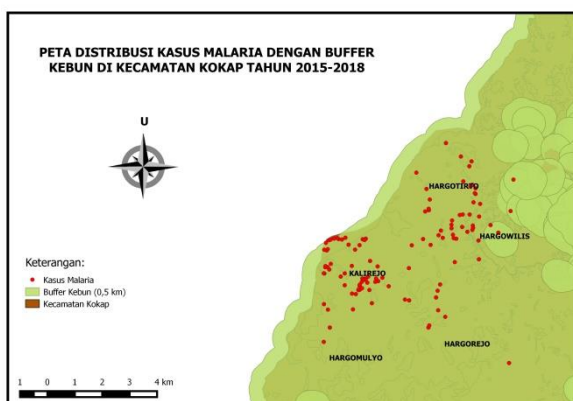 PETA DISTRIBUSI KASUS MALARIA DENGAN BUFFER
KEBUN DI KECAMATAN KOKAP TAHUN 2015-2018
U
HARGOTIRTO
HARGOWILIS
KALIREJO
HARGOREJO
HARGOMULYO
Keterangan:
Kasus Malaria
Buffer Kebun (0,5 km)
Kecamatan Kokap
1 0 1 2 3 4 km